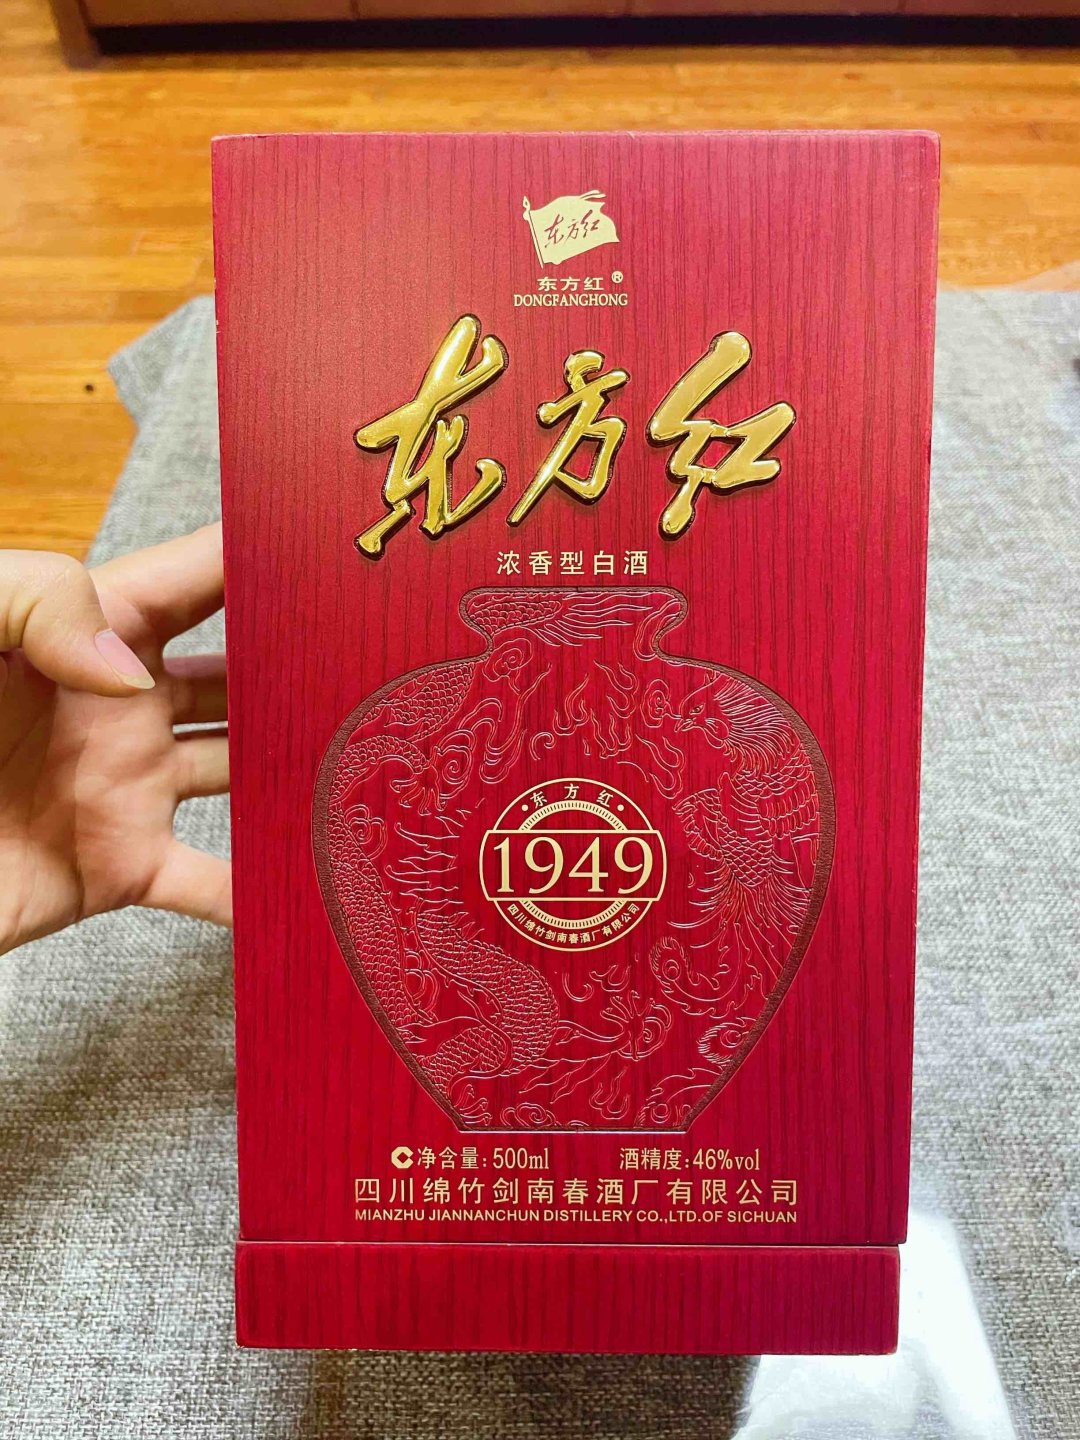 东方红
东方红®
DONGFANGHONG
东方红
浓香型白酒
·东方红·
1949
四川绵竹剑南春酒厂有限公司
净含量:500ml 酒精度:46%vol
四川绵竹剑南春酒厂有限公司
MIANZHU JIANNANCHUN DISTILLERY CO.,LTD.OF SICHUAN